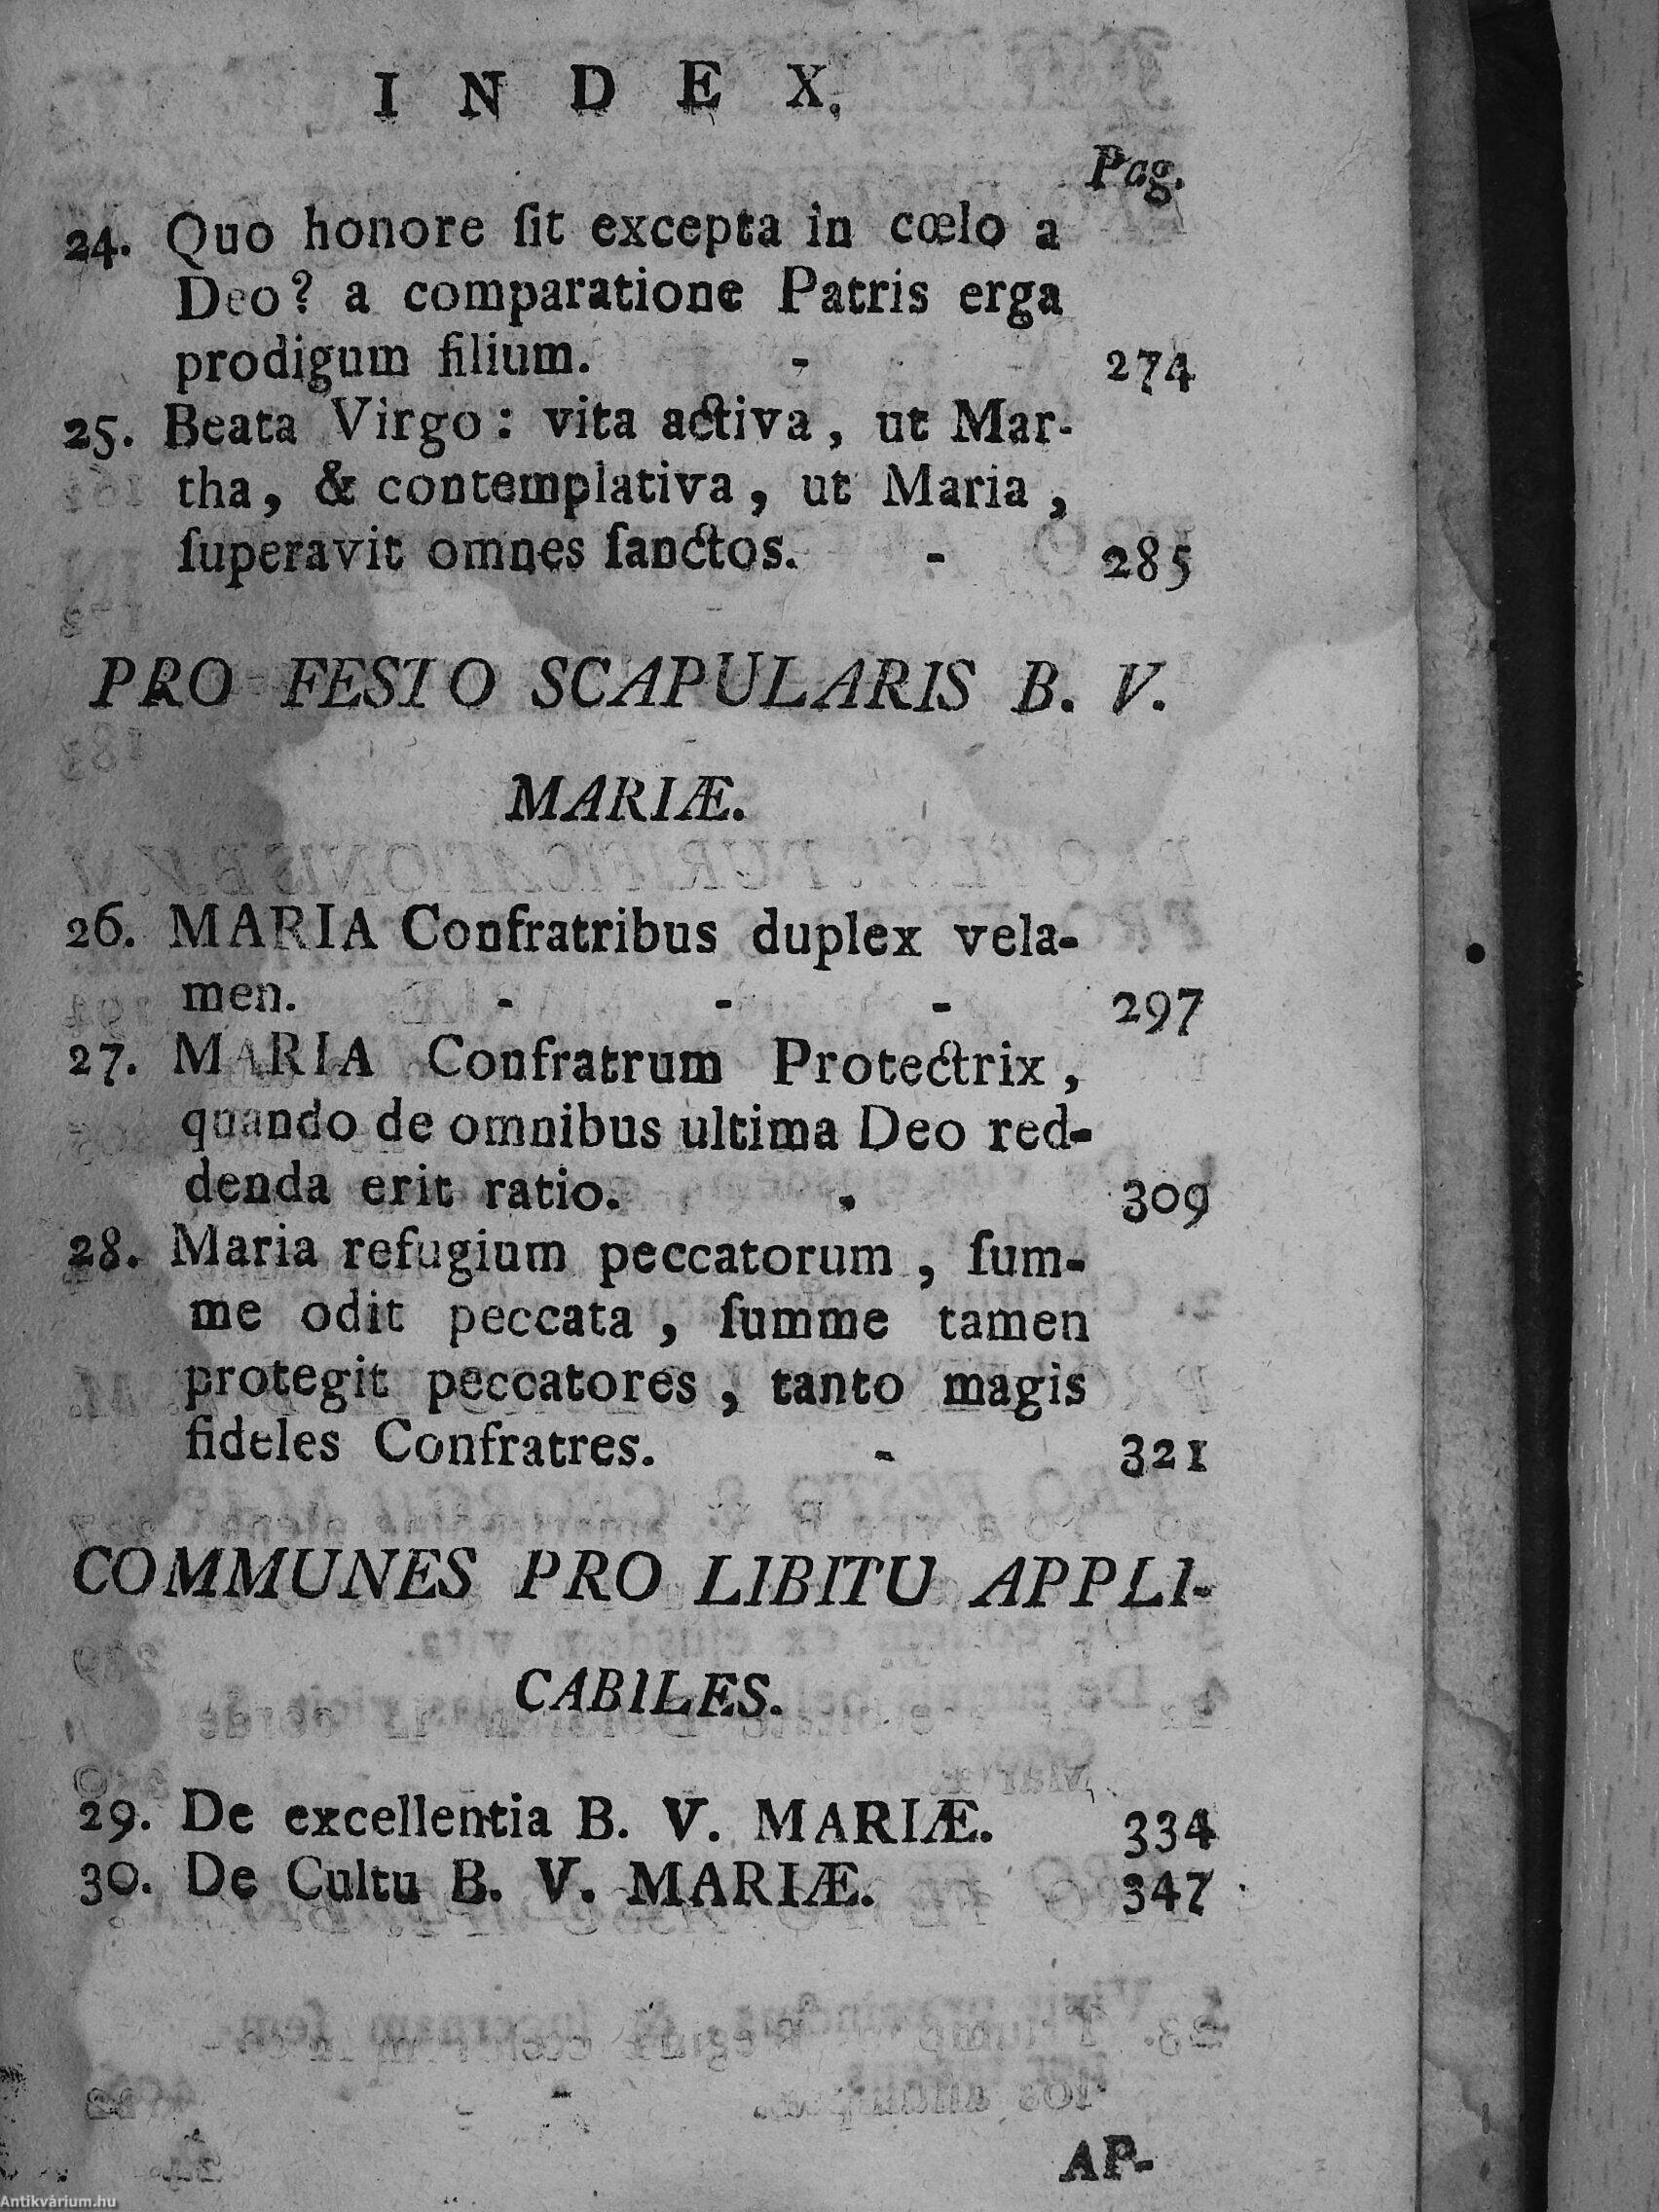 INDEX.
Pag.
24. Quo honore ſit excepta in cœlo a
Deo? a comparatione Patris erga
prodigum filium. - 274
25. Beata Virgo: vita activa, ut Mar-
tha, & contemplativa, ut Maria,
ſuperavit omnes ſanctos. - 285
PRO FESTO SCAPULARIS B. V.
MARIÆ.
26. MARIA Confratribus duplex vela-
men. - - - 297
27. MARIA Confratrum Protectrix,
quando de omnibus ultima Deo red-
denda erit ratio. - 309
28. Maria refugium peccatorum, ſum-
me odit peccata, ſumme tamen
protegit peccatores, tanto magis
fideles Confratres. - 321
COMMUNES PRO LIBITU APPLI-
CABILES.
29. De excellentia B. V. MARIÆ. 334
30. De Cultu B. V. MARIÆ. 347
AP-
Antikvárium.hu